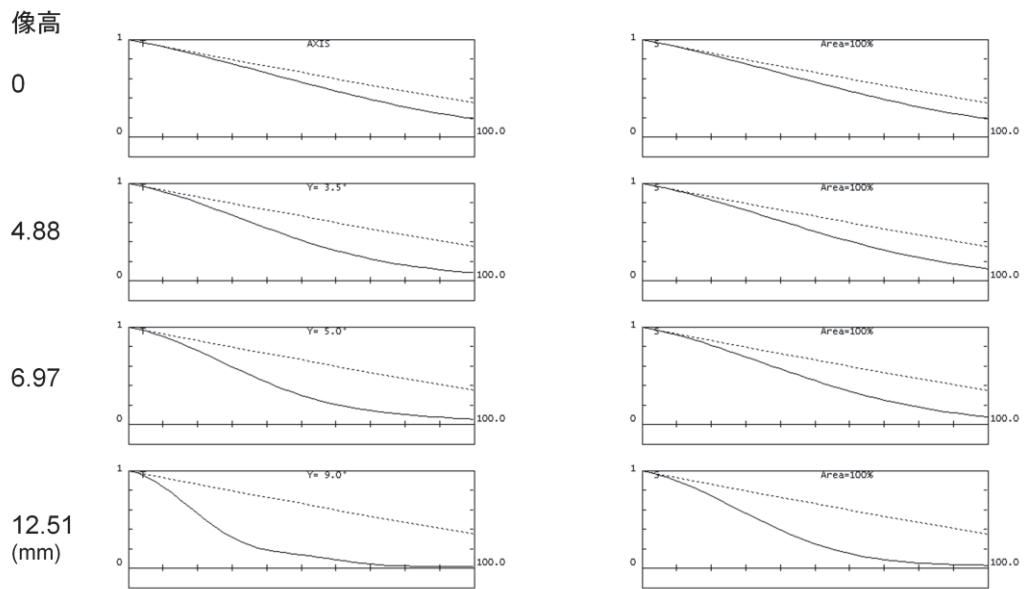 像高
1 T AXIS 1 S Area=100%
0
0 100.0 0 100.0
1 T Y= 3.5° 1 S Area=100%
4.88
0 100.0 0 100.0
1 T Y= 5.0° 1 S Area=100%
6.97
0 100.0 0 100.0
1 T Y= 9.0° 1 S Area=100%
12.51
(mm)
0 100.0 0 100.0